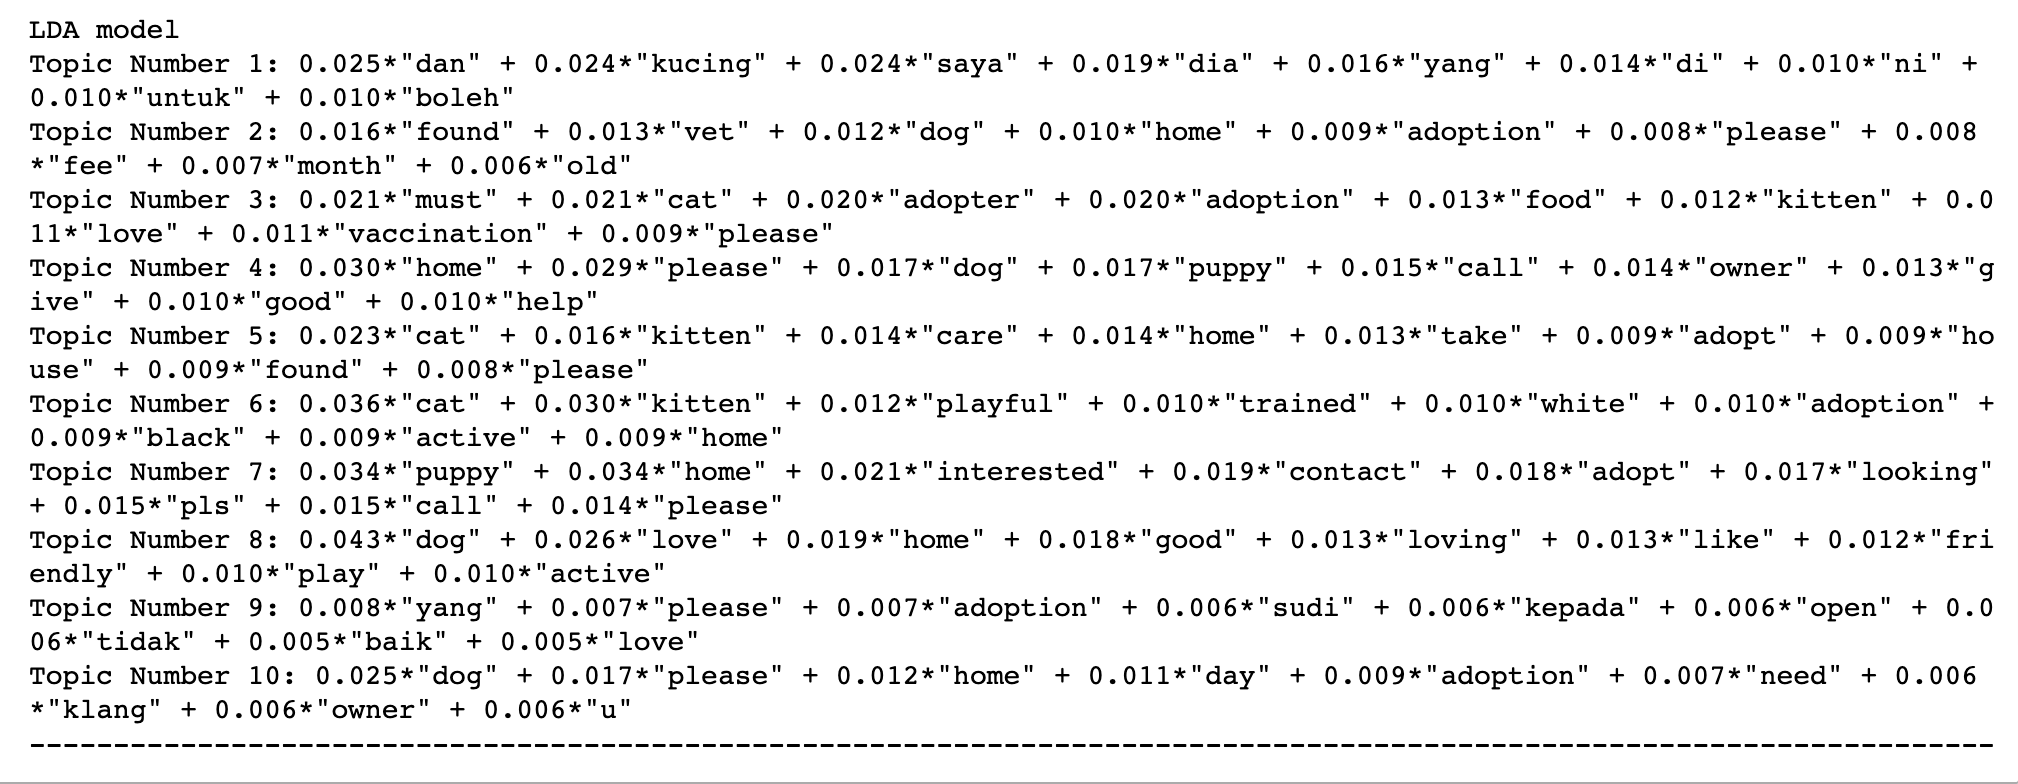 LDA model
Topic Number 1: 0.025*"dan" + 0.024*"kucing" + 0.024*"saya" + 0.019*"dia" + 0.016*"yang" + 0.014*"di" + 0.010*"ni" +
0.010*"untuk" + 0.010*"boleh"
Topic Number 2: 0.016*"found" + 0.013*"vet" + 0.012*"dog" + 0.010*"home" + 0.009*"adoption" + 0.008*"please" + 0.008
*"fee" + 0.007*"month" + 0.006*"old"
Topic Number 3: 0.021*"must" + 0.021*"cat" + 0.020*"adopter" + 0.020*"adoption" + 0.013*"food" + 0.012*"kitten" + 0.0
11*"love" + 0.011*"vaccination" + 0.009*"please"
Topic Number 4: 0.030*"home" + 0.029*"please" + 0.017*"dog" + 0.017*"puppy" + 0.015*"call" + 0.014*"owner" + 0.013*"g
ive" + 0.010*"good" + 0.010*"help"
Topic Number 5: 0.023*"cat" + 0.016*"kitten" + 0.014*"care" + 0.014*"home" + 0.013*"take" + 0.009*"adopt" + 0.009*"ho
use" + 0.009*"found" + 0.008*"please"
Topic Number 6: 0.036*"cat" + 0.030*"kitten" + 0.012*"playful" + 0.010*"trained" + 0.010*"white" + 0.010*"adoption" +
0.009*"black" + 0.009*"active" + 0.009*"home"
Topic Number 7: 0.034*"puppy" + 0.034*"home" + 0.021*"interested" + 0.019*"contact" + 0.018*"adopt" + 0.017*"looking"
+ 0.015*"pls" + 0.015*"call" + 0.014*"please"
Topic Number 8: 0.043*"dog" + 0.026*"love" + 0.019*"home" + 0.018*"good" + 0.013*"loving" + 0.013*"like" + 0.012*"fri
endly" + 0.010*"play" + 0.010*"active"
Topic Number 9: 0.008*"yang" + 0.007*"please" + 0.007*"adoption" + 0.006*"sudi" + 0.006*"kepada" + 0.006*"open" + 0.0
06*"tidak" + 0.005*"baik" + 0.005*"love"
Topic Number 10: 0.025*"dog" + 0.017*"please" + 0.012*"home" + 0.011*"day" + 0.009*"adoption" + 0.007*"need" + 0.006
*"klang" + 0.006*"owner" + 0.006*"u"
---------------------------------------------------------------------------------------------------------------------